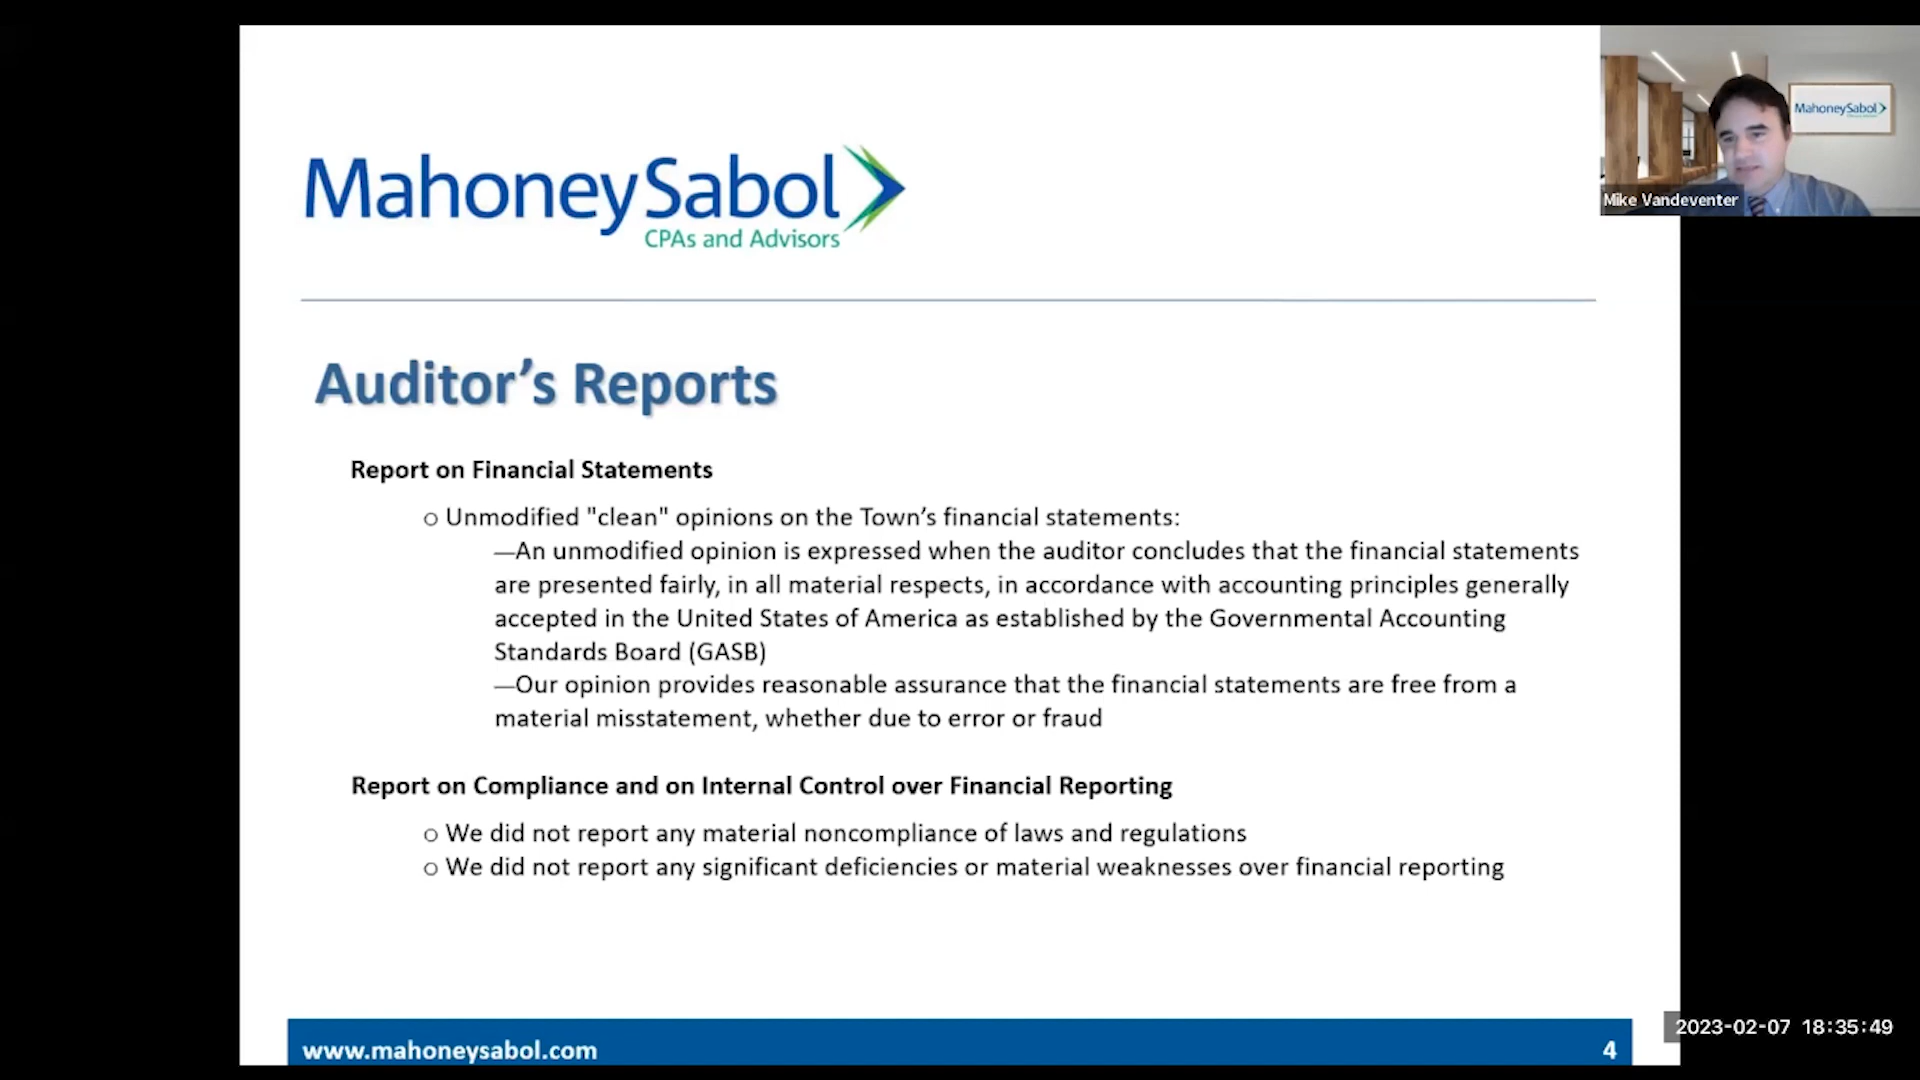 MahoneySabol
CPAs and Advisors
MahoneySabol
Mike Vandeventer
Auditor’s Reports
Report on Financial Statements
o Unmodified "clean" opinions on the Town’s financial statements:
—An unmodified opinion is expressed when the auditor concludes that the financial statements
are presented fairly, in all material respects, in accordance with accounting principles generally
accepted in the United States of America as established by the Governmental Accounting
Standards Board (GASB)
—Our opinion provides reasonable assurance that the financial statements are free from a
material misstatement, whether due to error or fraud
Report on Compliance and on Internal Control over Financial Reporting
o We did not report any material noncompliance of laws and regulations
o We did not report any significant deficiencies or material weaknesses over financial reporting
www.mahoneysabol.com
4
2023-02-07 18:35:49